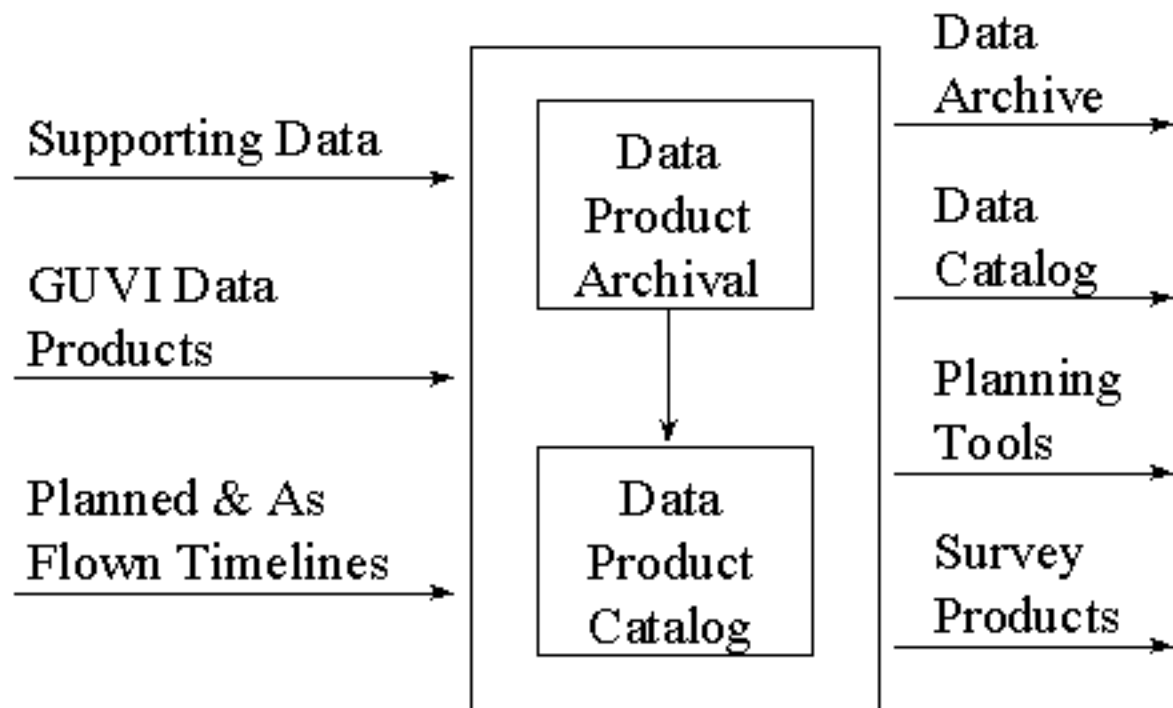 Supporting Data
GUVI Data
Products
Planned & As
Flown Timelines
Data
Product
Archival
Data
Product
Catalog
Data
Archive
Data
Catalog
Planning
Tools
Survey
Products